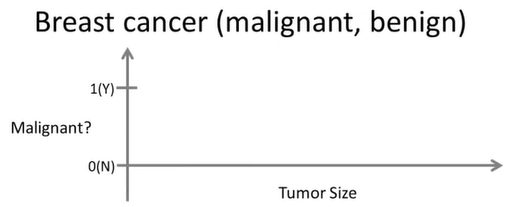 Breast cancer (malignant, benign)
1(Y)
Malignant?
0(N)
Tumor Size